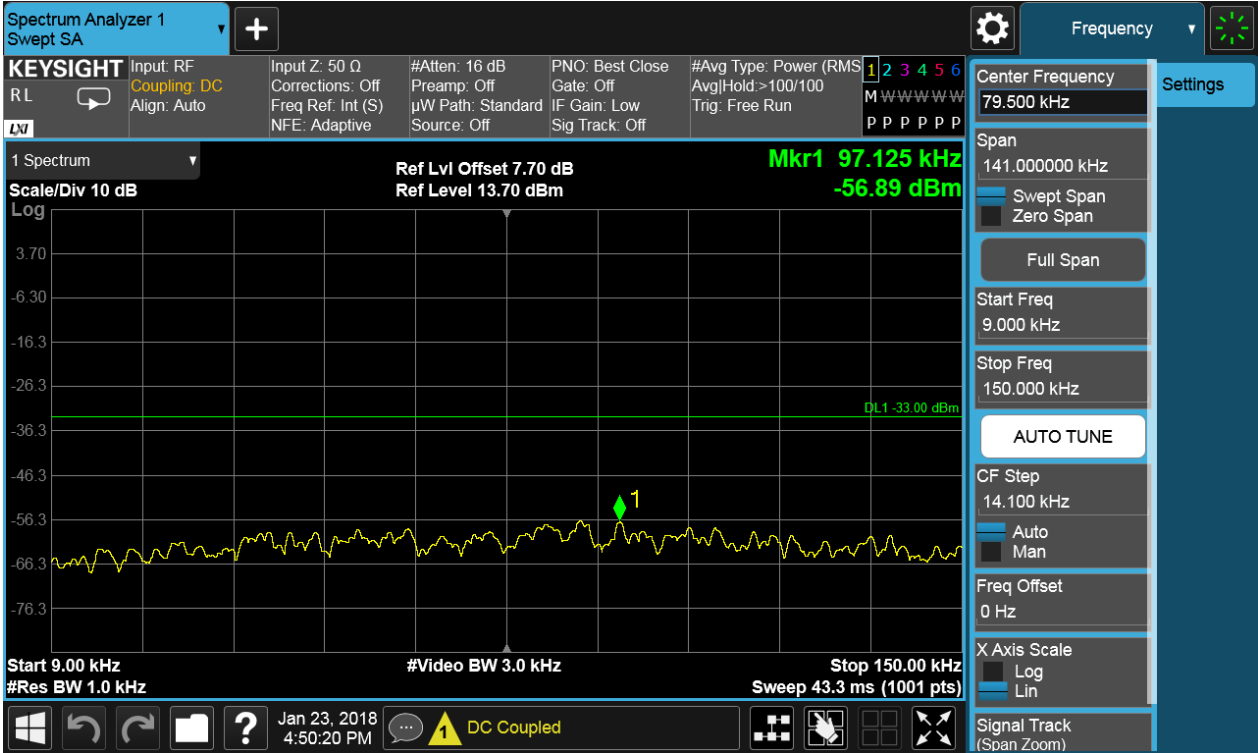 Spectrum Analyzer 1
Swept SA
+
Frequency
KEYSIGHT
R L
LXI
Input: RF
Coupling: DC
Align: Auto
Input Z: 50 Ω
Corrections: Off
Freq Ref: Int (S)
NFE: Adaptive
#Atten: 16 dB
Preamp: Off
µW Path: Standard
Source: Off
PNO: Best Close
Gate: Off
IF Gain: Low
Sig Track: Off
#Avg Type: Power (RMS
Avg|Hold:>100/100
Trig: Free Run
1 2 3 4 5 6
M W W W W W
P P P P P P
1 Spectrum
Scale/Div 10 dB
Log
Ref Lvl Offset 7.70 dB
Ref Level 13.70 dBm
Mkr1 97.125 kHz
-56.89 dBm
3.70
-6.30
-16.3
-26.3
DL1 -33.00 dBm
-36.3
-46.3
1
-56.3
-66.3
-76.3
Start 9.00 kHz
#Res BW 1.0 kHz
#Video BW 3.0 kHz
Stop 150.00 kHz
Sweep 43.3 ms (1001 pts)
Center Frequency
79.500 kHz
Settings
Span
141.000000 kHz
Swept Span
Zero Span
Full Span
Start Freq
9.000 kHz
Stop Freq
150.000 kHz
AUTO TUNE
CF Step
14.100 kHz
Auto
Man
Freq Offset
0 Hz
X Axis Scale
Log
Lin
Signal Track
(Span Zoom)
?
Jan 23, 2018
4:50:20 PM
1
DC Coupled